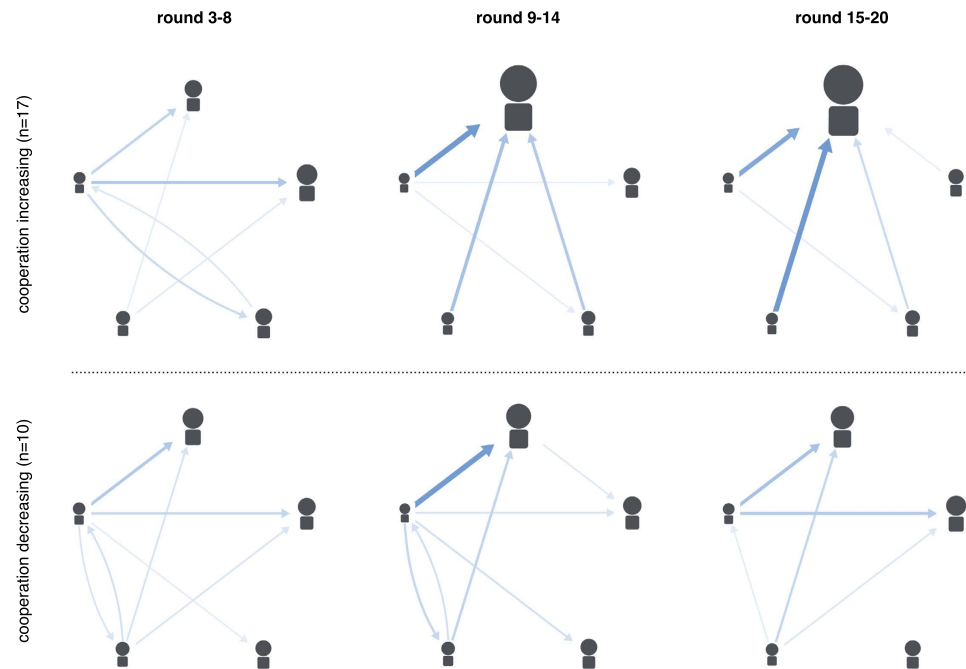 round 3-8
round 9-14
round 15-20
cooperation increasing (n=17)
cooperation decreasing (n=10)